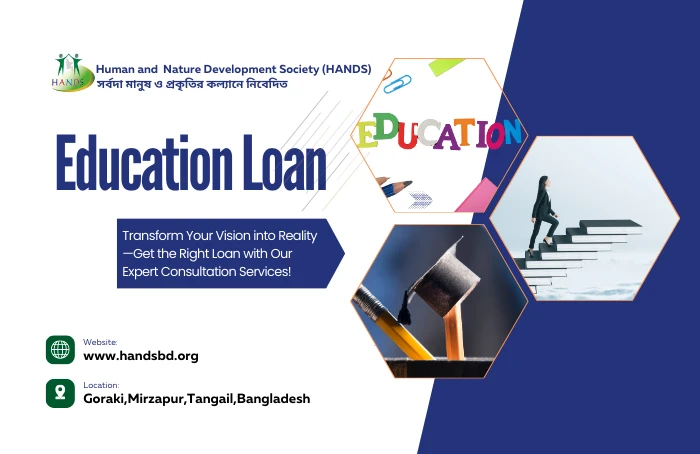 HANDS
Human and Nature Development Society (HANDS)
সর্বদা মানুষ ও প্রকৃতির কল্যানে নিবেদিত
EDUCATION
Education Loan
Transform Your Vision into Reality
—Get the Right Loan with Our
Expert Consultation Services!
Website:
www.handsbd.org
Location:
Goraki,Mirzapur,Tangail,Bangladesh